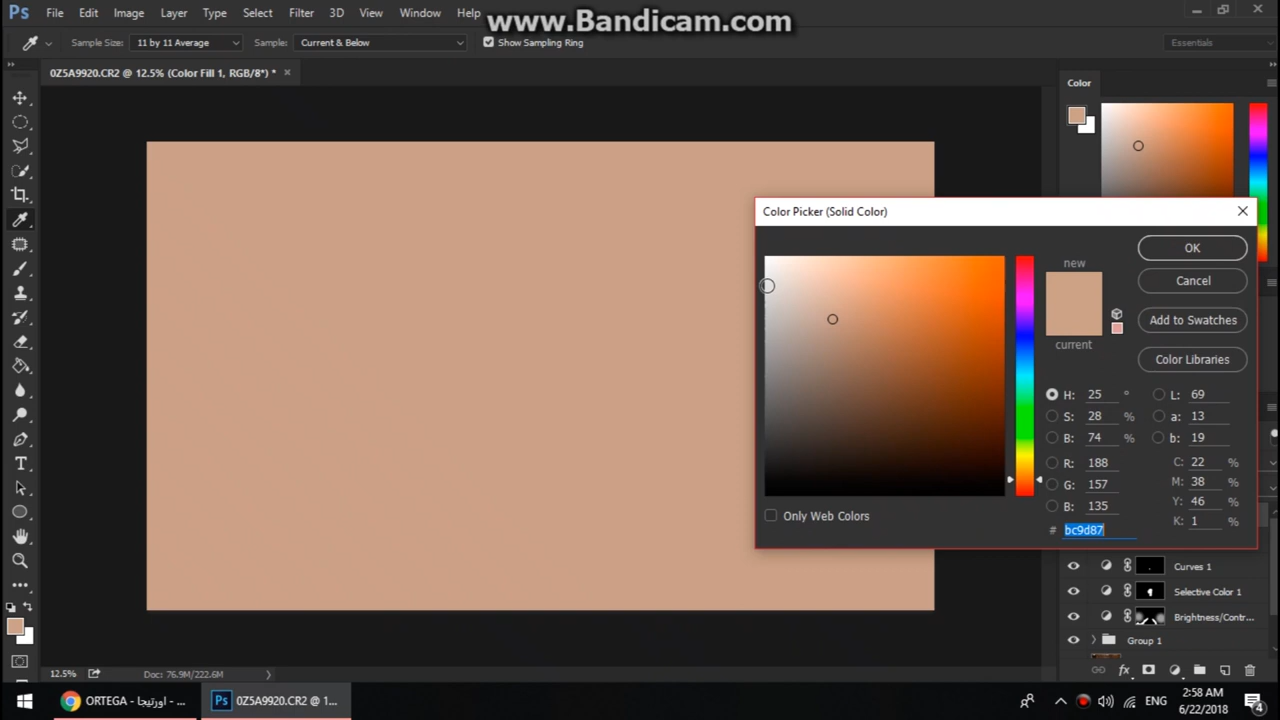 www.Bandicam.com
Ps File Edit Image Layer Type Select Filter 3D View Window Help
Sample Size: 11 by 11 Average Sample: Current & Below Show Sampling Ring Essentials
0Z5A9920.CR2 @ 12.5% (Color Fill 1, RGB/8*) * ×
Color
Color Picker (Solid Color)
new
OK
Cancel
Add to Swatches
current
Color Libraries
H: 25 ° L: 69
S: 28 % a: 13
B: 74 % b: 19
R: 188 C: 22 %
G: 157 M: 38 %
B: 135 Y: 46 %
K: 1 %
# bc9d87
Only Web Colors
Curves 1
Selective Color 1
Brightness/Contr...
Group 1
12.5% Doc: 76.9M/222.6M
fx
ORTEGA - اورتيجا - ...
Ps 0Z5A9920.CR2 @ 1...
ENG
2:58 AM
6/22/2018
4